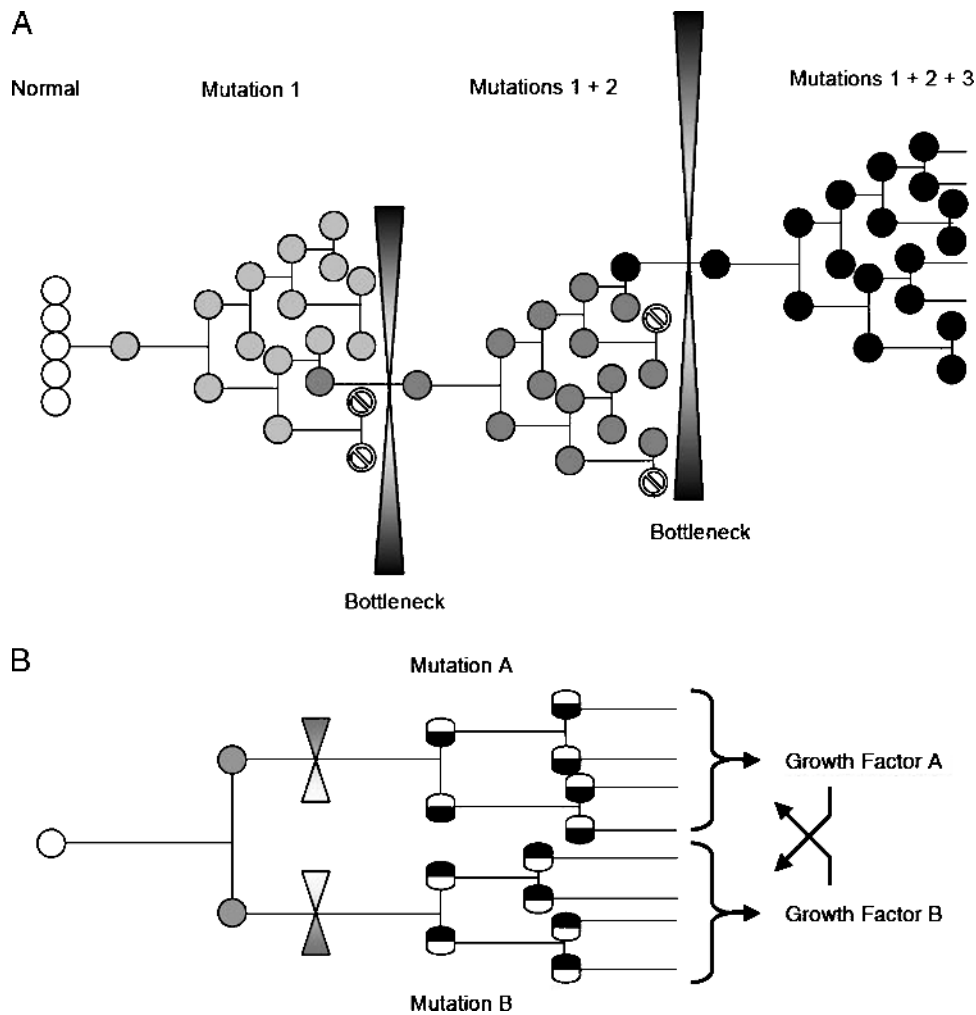 A
Normal
Mutation 1
Mutations 1 + 2
Mutations 1 + 2 + 3
Bottleneck
Bottleneck
B
Mutation A
Growth Factor A
Growth Factor B
Mutation B